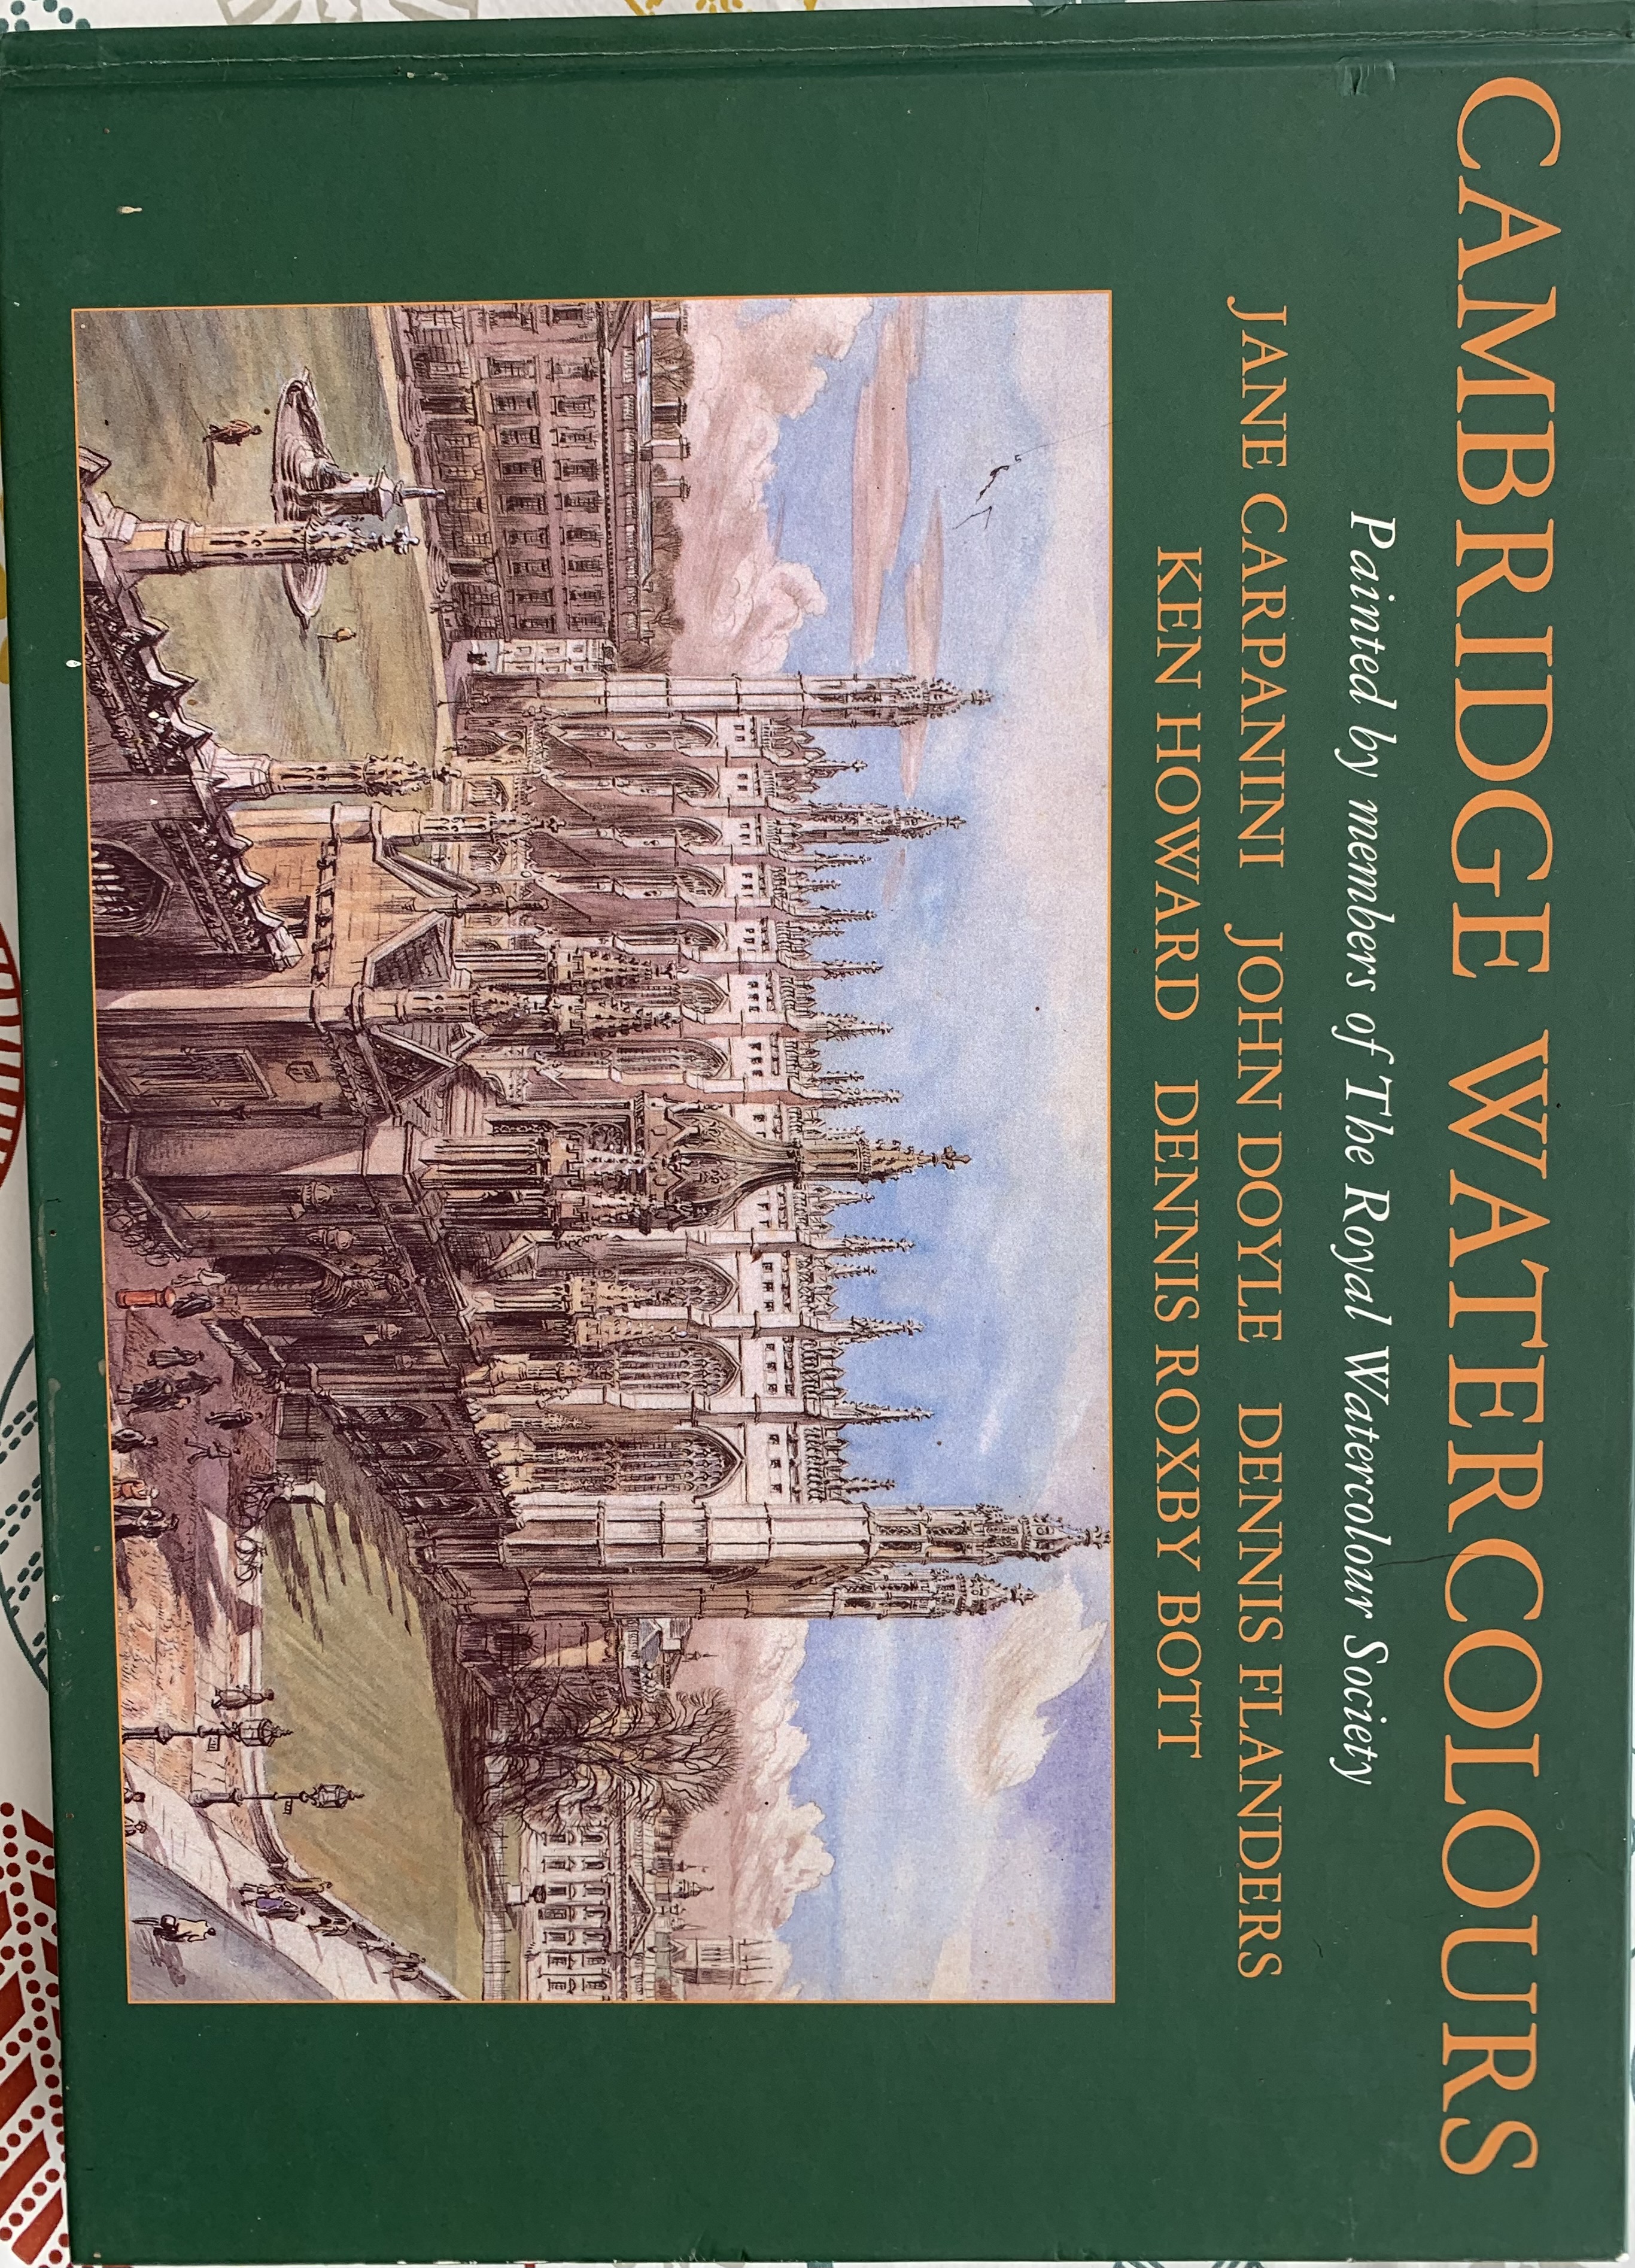 CAMBRIDGE WATERCOLOURS
Painted by members of The Royal Watercolour Society
JANE CARPANINI JOHN DOYLE DENNIS FLANDERS
KEN HOWARD DENNIS ROXBY BOTT